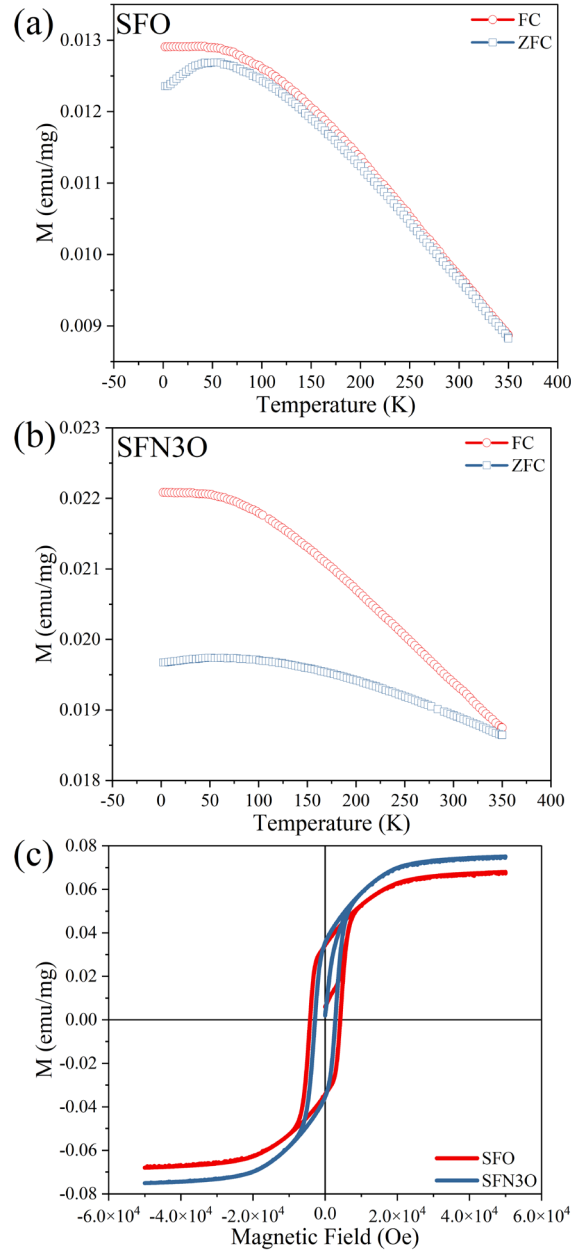 (a)
SFO
FC
ZFC
0.013
0.012
0.011
0.010
0.009
M (emu/mg)
-50 0 50 100 150 200 250 300 350 400
Temperature (K)
(b)
SFN3O
FC
ZFC
0.023
0.022
0.021
0.020
0.019
0.018
M (emu/mg)
-50 0 50 100 150 200 250 300 350 400
Temperature (K)
(c)
0.08
0.06
0.04
0.02
0.00
-0.02
-0.04
-0.06
-0.08
M (emu/mg)
SFO
SFN3O
-6.0×10⁴ -4.0×10⁴ -2.0×10⁴ 0.0 2.0×10⁴ 4.0×10⁴ 6.0×10⁴
Magnetic Field (Oe)